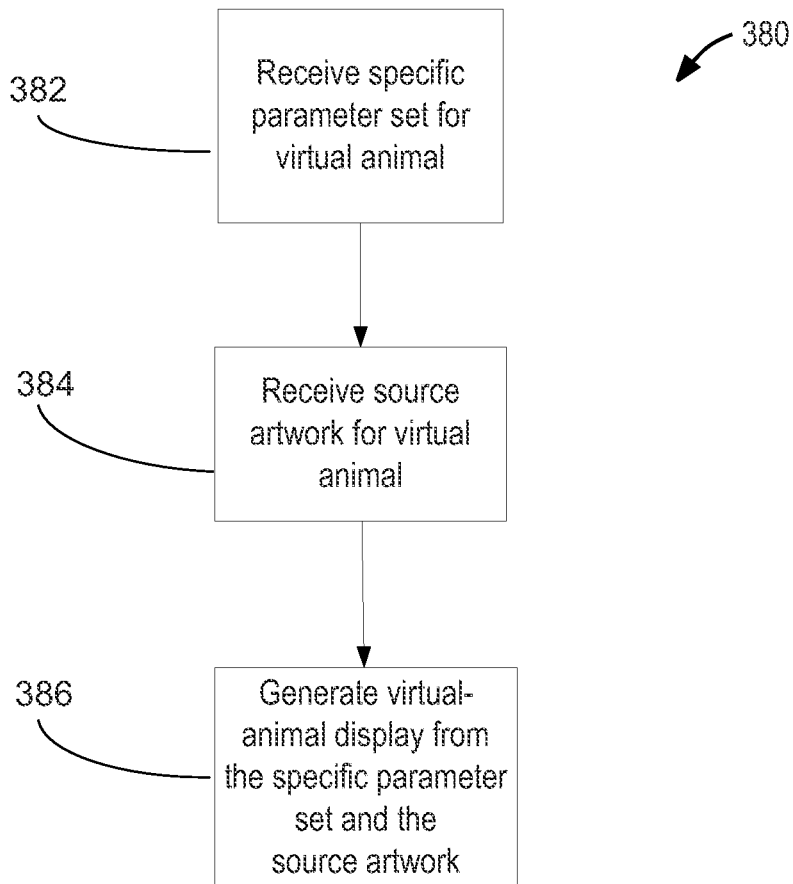 380
382
Receive specific
parameter set for
virtual animal
384
Receive source
artwork for virtual
animal
386
Generate virtual-
animal display from
the specific parameter
set and the
source artwork